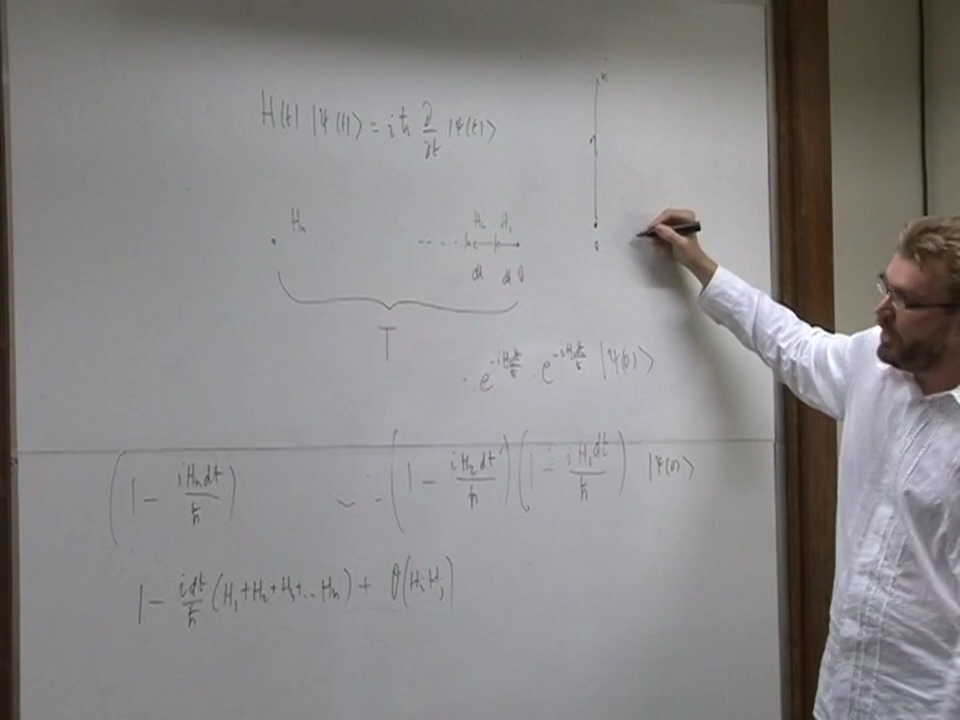 H(t) |Ψ(t)⟩ = iħ ∂/∂t |Ψ(t)⟩
Hₙ -- -- · H₂ H₁
dt dt 0
T
· e^(-iH₂dt/ħ) · e^(-iH₁dt/ħ) |Ψ(0)⟩
(1 - iHₙdt/ħ) ~ - - (1 - iH₂dt/ħ)(1 - iH₁dt/ħ) |Ψ(0)⟩
1 - idt/ħ (H₁+H₂+H₃+...Hₙ) + θ(HᵢHⱼ)